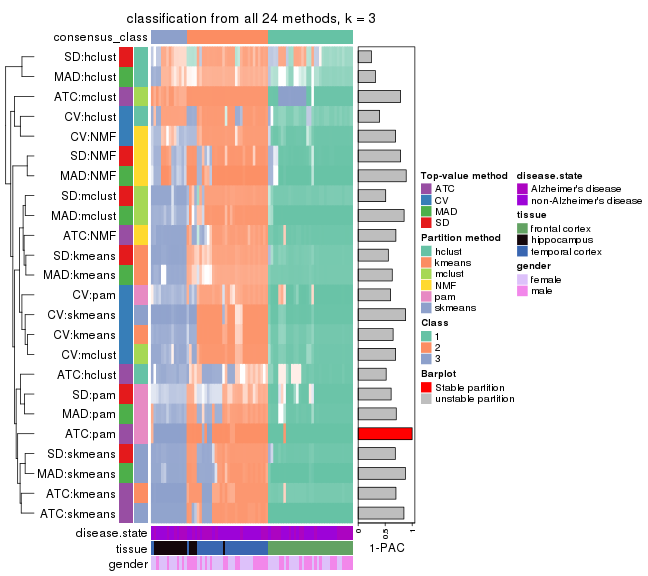 classification from all 24 methods, k = 3
consensus_class
SD:hclust
MAD:hclust
ATC:mclust
CV:hclust
CV:NMF
SD:NMF
MAD:NMF
SD:mclust
MAD:mclust
ATC:NMF
SD:kmeans
MAD:kmeans
CV:pam
CV:skmeans
CV:kmeans
CV:mclust
ATC:hclust
SD:pam
MAD:pam
ATC:pam
SD:skmeans
MAD:skmeans
ATC:kmeans
ATC:skmeans
disease.state
tissue
gender
0
0.5
1
1-PAC
Top-value method
ATC
CV
MAD
SD
Partition method
hclust
kmeans
mclust
NMF
pam
skmeans
Class
1
2
3
Barplot
Stable partition
unstable partition
disease.state
Alzheimer's disease
non-Alzheimer's disease
tissue
frontal cortex
hippocampus
temporal cortex
gender
female
male